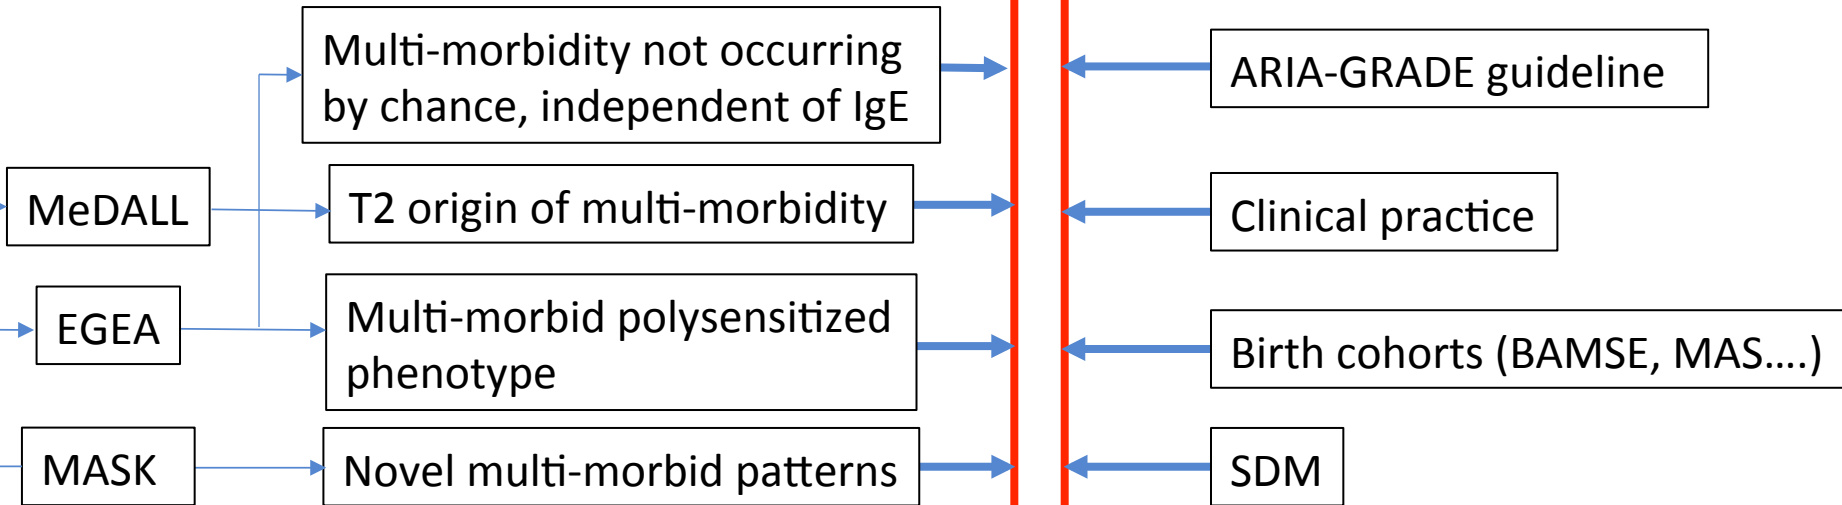 Multi-morbidity not occurring
by chance, independent of IgE
ARIA-GRADE guideline
MeDALL
T2 origin of multi-morbidity
Clinical practice
EGEA
Multi-morbid polysensitized
phenotype
Birth cohorts (BAMSE, MAS....)
MASK
Novel multi-morbid patterns
SDM